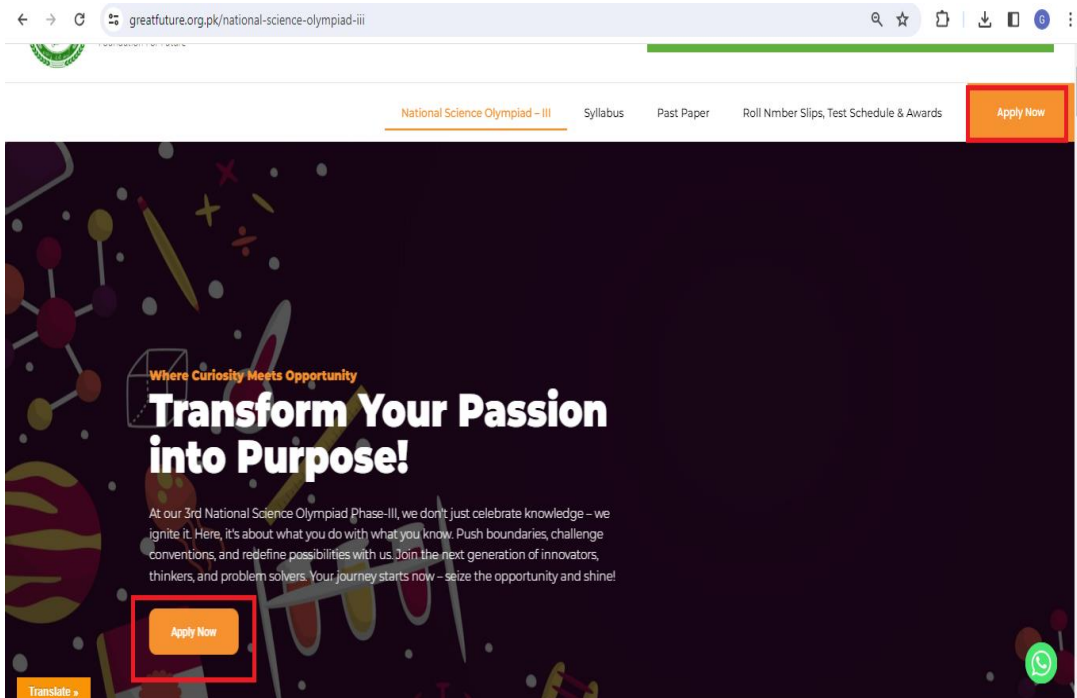 greatfuture.org.pk/national-science-olympiad-iii
National Science Olympiad – III Syllabus Past Paper Roll Nmber Slips, Test Schedule & Awards Apply Now
Where Curiosity Meets Opportunity
Transform Your Passion
into Purpose!
At our 3rd National Science Olympiad Phase-III, we don't just celebrate knowledge – we
ignite it. Here, it's about what you do with what you know. Push boundaries, challenge
conventions, and redefine possibilities with us. Join the next generation of innovators,
thinkers, and problem solvers. Your journey starts now – seize the opportunity and shine!
Apply Now
Translate »